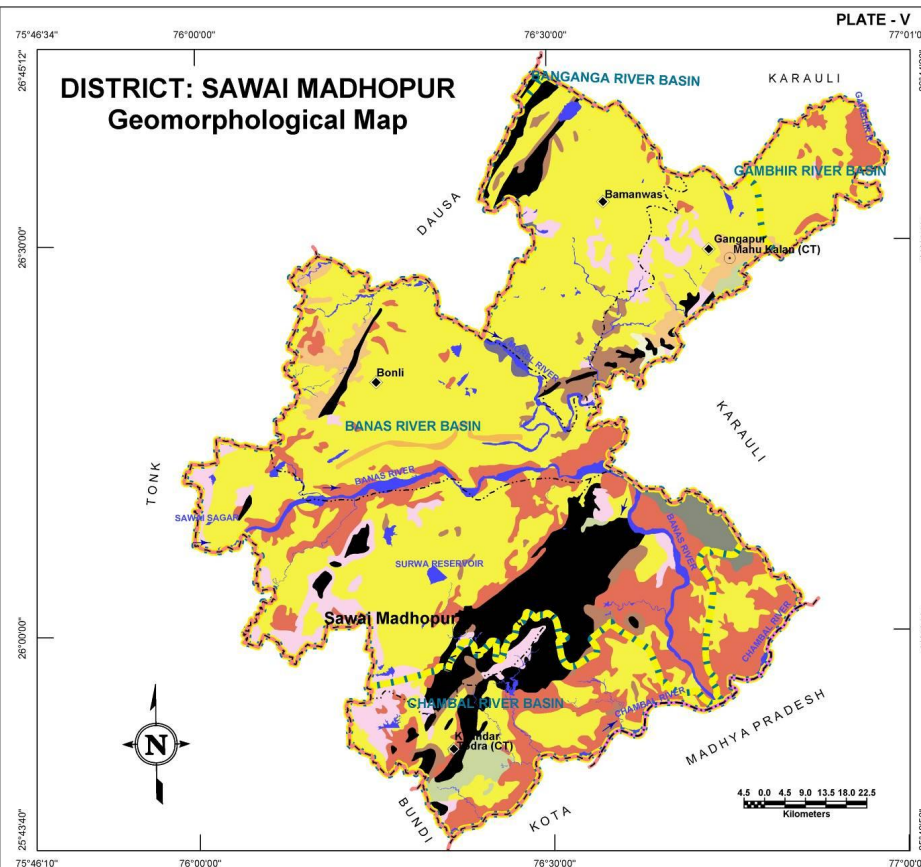 PLATE - V
75°46'34"
76°00'00"
76°30'00"
26°45'12"
DISTRICT: SAWAI MADHOPUR
Geomorphological Map
BANGANGA RIVER BASIN
KARAULI
GAMBHIR RIVER BASIN
DAUSA
Bamanwas
Gangapur
Mahu Kalan (CT)
26°30'00"
Bonli
RIVER
KARAULI
BANAS RIVER BASIN
TONK
BANAS RIVER
SAWAI SAGAR
BANAS RIVER
SURWA RESERVOIR
Sawai Madhopur
26°00'00"
CHAMBAL RIVER
CHAMBAL RIVER BASIN
CHAMBAL RIVER
MADHYA PRADESH
N
BUNDI
KOTA
4.5 0.0 4.5 9.0 13.5 18.0 22.5
Kilometers
25°43'40"
75°46'10"
76°00'00"
76°30'00"